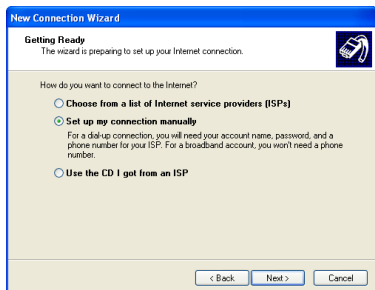 New Connection Wizard
Getting Ready
The wizard is preparing to set up your Internet connection.
How do you want to connect to the Internet?
Choose from a list of Internet service providers (ISPs)
Set up my connection manually
For a dial-up connection, you will need your account name, password, and a
phone number for your ISP. For a broadband account, you won't need a phone
number.
Use the CD I got from an ISP
< Back Next > Cancel